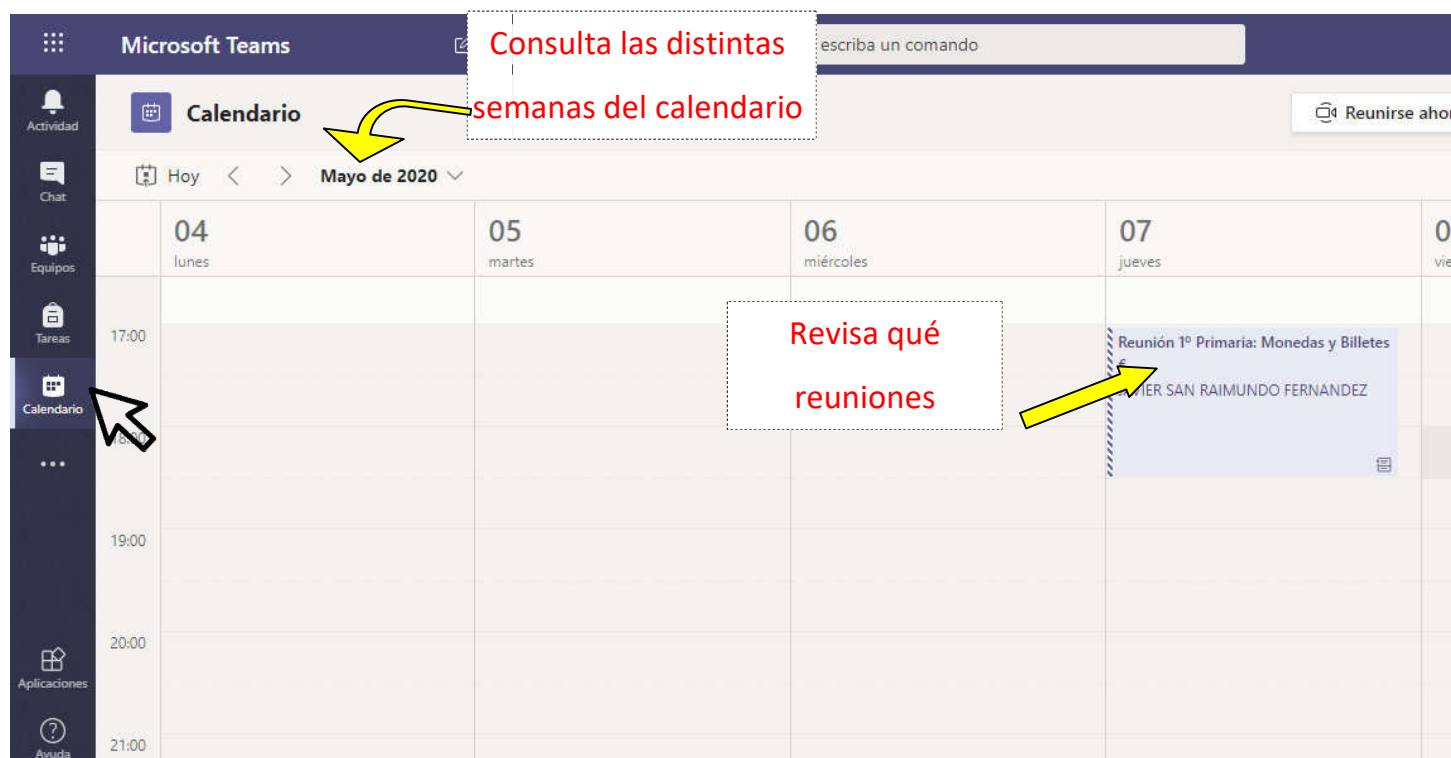 Microsoft Teams
Consulta las distintas
semanas del calendario
escriba un comando
Actividad
Calendario
Reunirse
Chat
Hoy
Mayo de 2020
Equipos
04
lunes
05
martes
06
miércoles
07
jueves
Tareas
17:00
Revisa qué
reuniones
Reunión 1º Primaria: Monedas y Billetes
€
SAN RAIMUNDO FERNANDEZ
Calendario
18:00
19:00
20:00
Aplicaciones
21:00
Ayuda